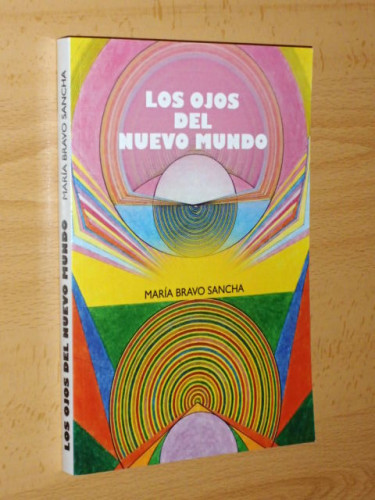 LOS OJOS
DEL
NUEVO MUNDO
MARÍA BRAVO SANCHA
LOS OJOS DEL NUEVO MUNDO MARÍA BRAVO SANCHA